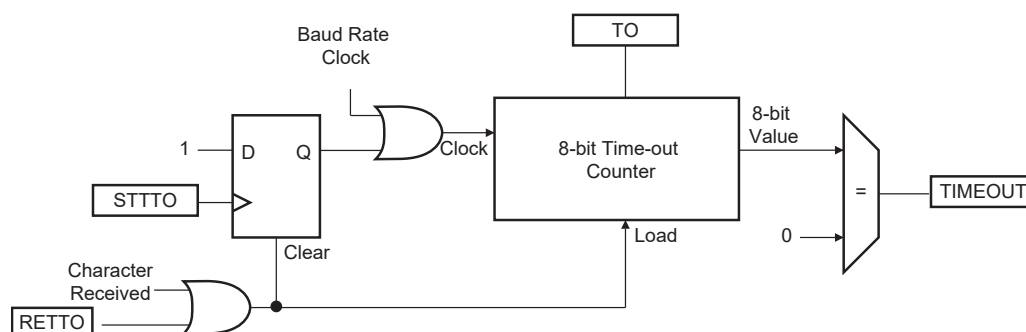 TO
Baud Rate
Clock
8-bit
Value
1
D
Q
Clock
8-bit Time-out
Counter
=
TIMEOUT
STTTO
Clear
Load
0
Character
Received
RETTO